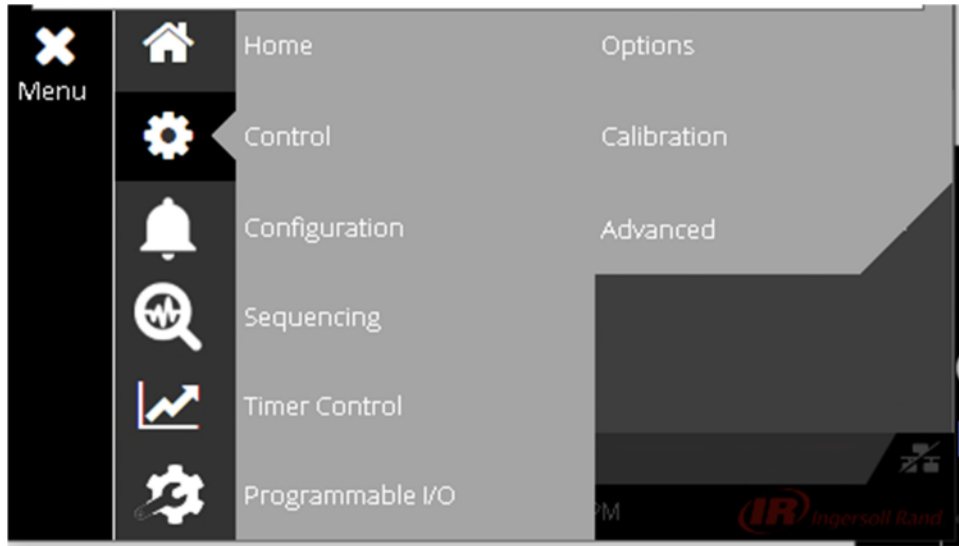 Menu
Home
Control
Configuration
Sequencing
Timer Control
Programmable I/O
Options
Calibration
Advanced
PM
IR Ingersoll Rand